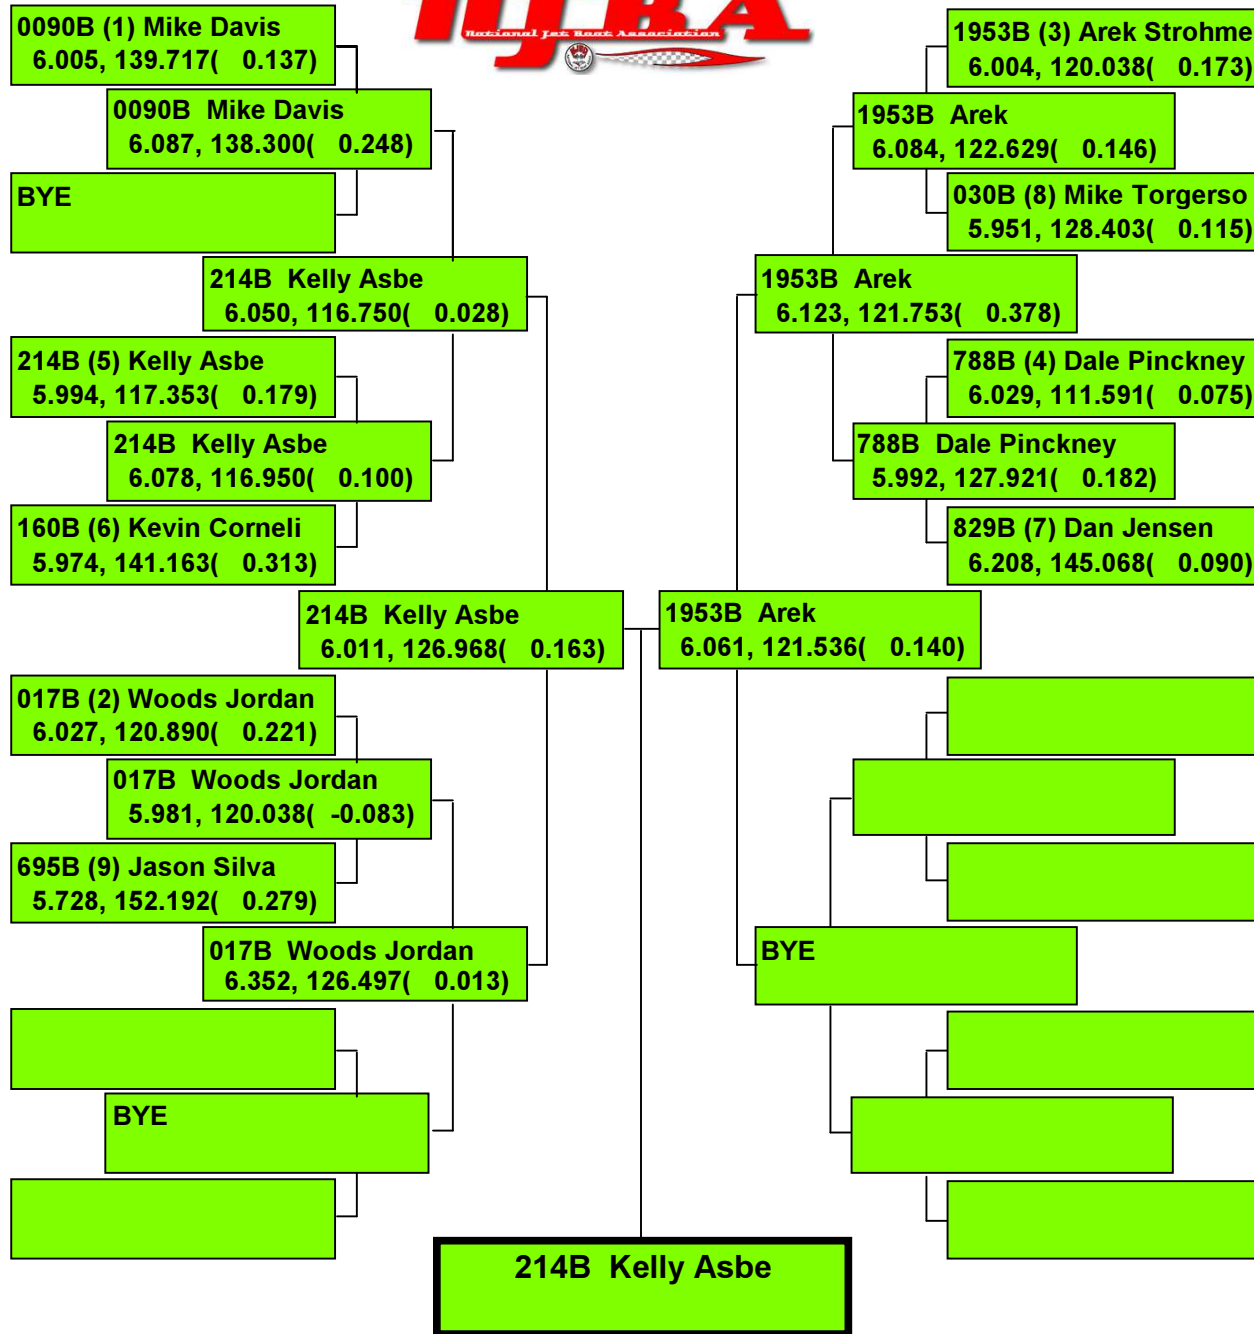 NJBA
National Jet Boat Association
0090B (1) Mike Davis
6.005, 139.717( 0.137)
0090B Mike Davis
6.087, 138.300( 0.248)
BYE
214B Kelly Asbe
6.050, 116.750( 0.028)
214B (5) Kelly Asbe
5.994, 117.353( 0.179)
214B Kelly Asbe
6.078, 116.950( 0.100)
160B (6) Kevin Corneli
5.974, 141.163( 0.313)
214B Kelly Asbe
6.011, 126.968( 0.163)
017B (2) Woods Jordan
6.027, 120.890( 0.221)
017B Woods Jordan
5.981, 120.038( -0.083)
695B (9) Jason Silva
5.728, 152.192( 0.279)
017B Woods Jordan
6.352, 126.497( 0.013)
BYE
1953B (3) Arek Strohme
6.004, 120.038( 0.173)
1953B Arek
6.084, 122.629( 0.146)
030B (8) Mike Torgerso
5.951, 128.403( 0.115)
1953B Arek
6.123, 121.753( 0.378)
788B (4) Dale Pinckney
6.029, 111.591( 0.075)
788B Dale Pinckney
5.992, 127.921( 0.182)
829B (7) Dan Jensen
6.208, 145.068( 0.090)
1953B Arek
6.061, 121.536( 0.140)
BYE
214B Kelly Asbe